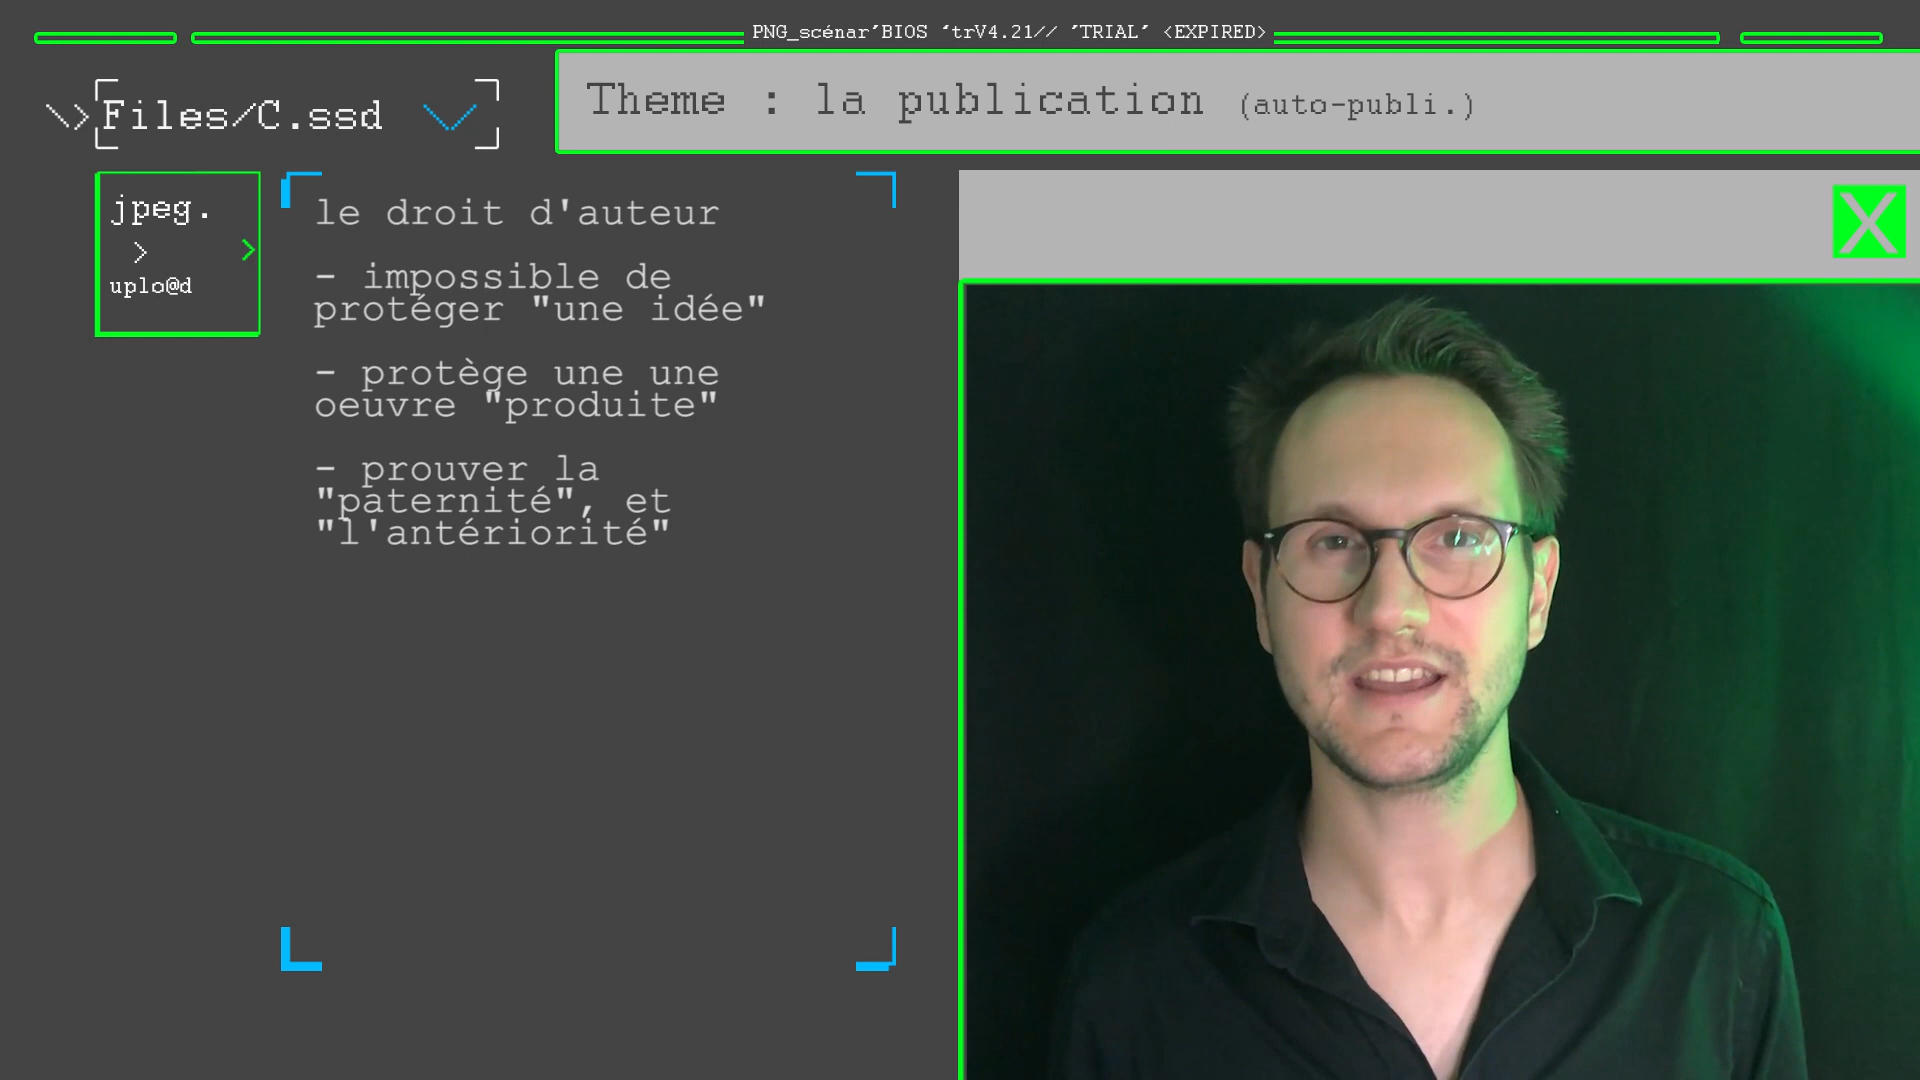 PNG_scénar´BIOS ‘trV4.21// ´TRIAL´ <EXPIRED>
\>Files/C.ssd
Theme : la publication (auto-publi.)
jpeg.
>
>
uplo@d
le droit d'auteur
- impossible de
protéger "une idée"
- protège une une
oeuvre "produite"
- prouver la
"paternité", et
"l'antériorité"
X